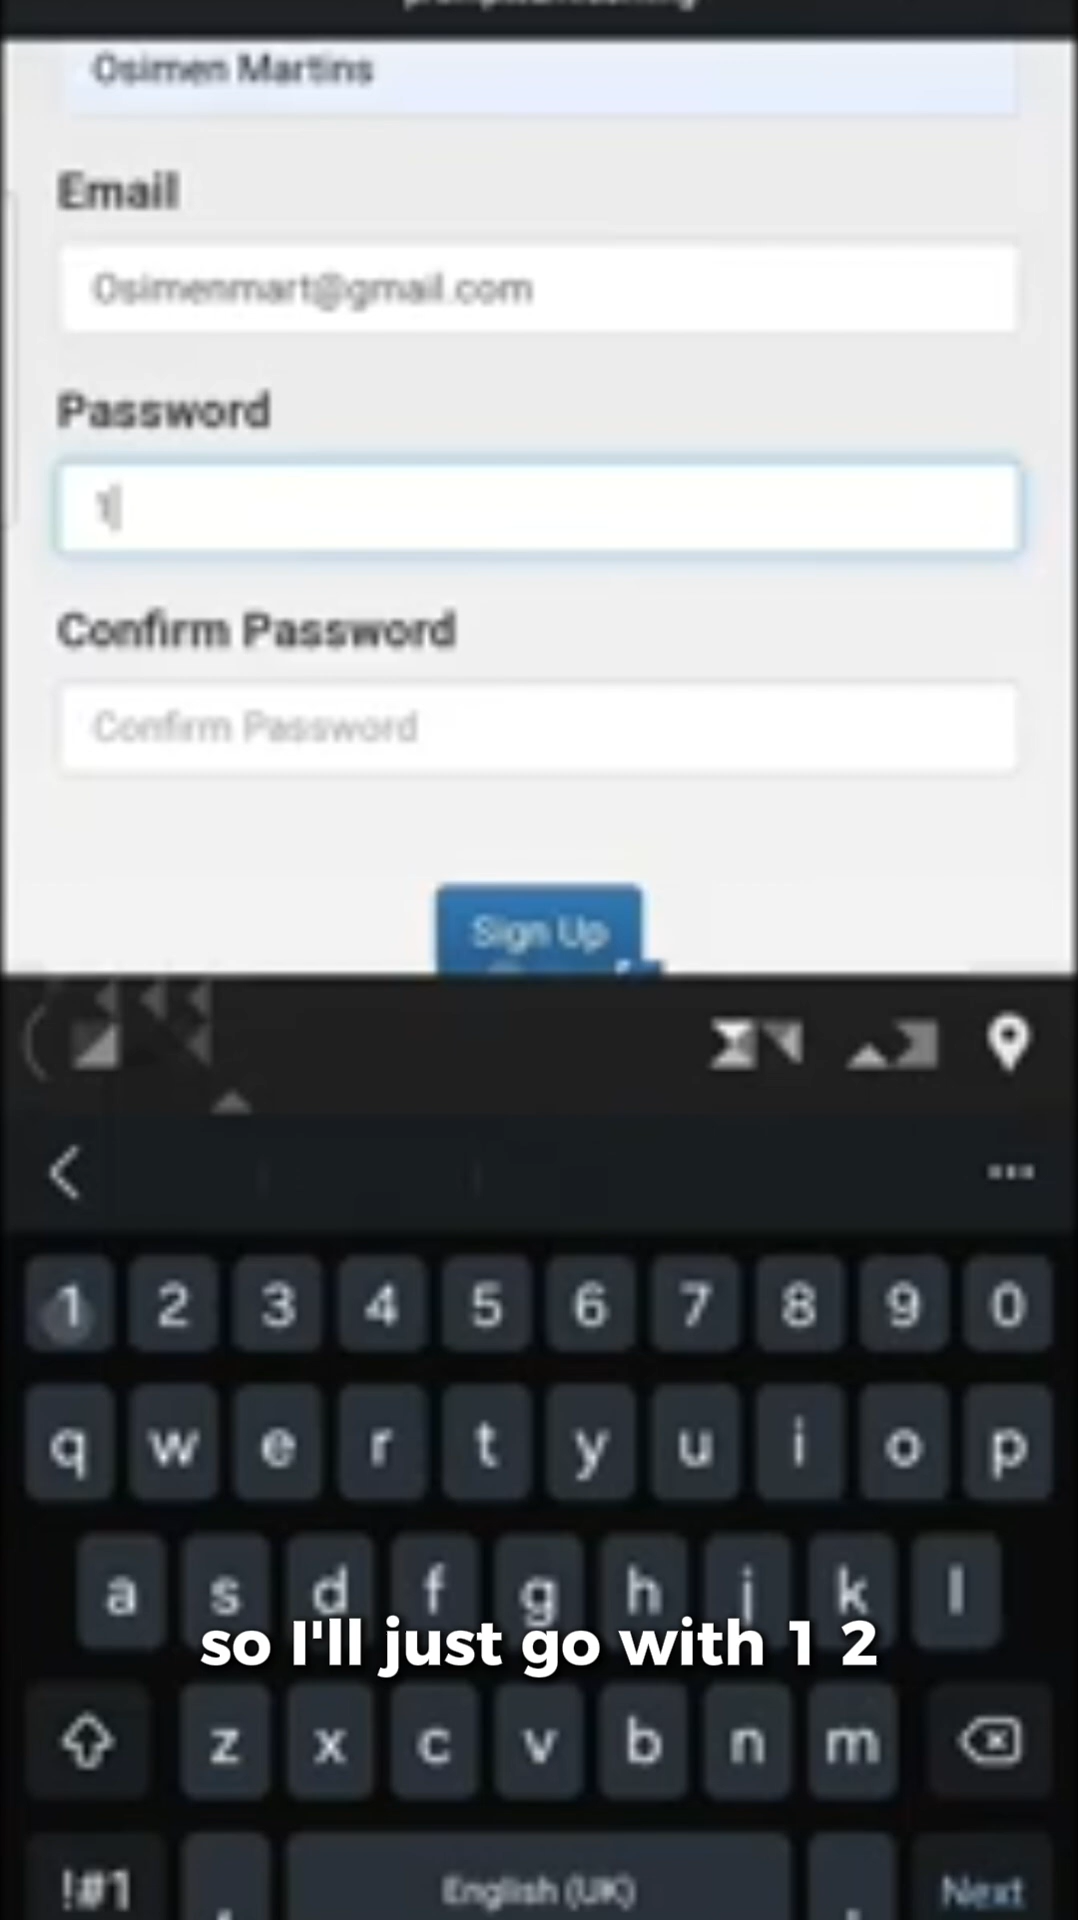 Osimen Martins
Email
Osimenmart@gmail.com
Password
1
Confirm Password
Confirm Password
Sign Up
1 2 3 4 5 6 7 8 9 0
q w e r t y u i o p
a s d f g h j k l
so I'll just go with 1 2
z x c v b n m
!#1 , English (UK) . Next